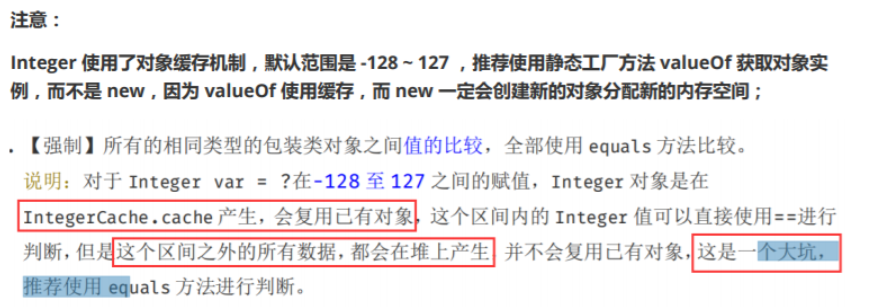 注意：
Integer 使用了对象缓存机制，默认范围是 -128 ~ 127 ，推荐使用静态工厂方法 valueOf 获取对象实
例，而不是 new，因为 valueOf 使用缓存，而 new 一定会创建新的对象分配新的内存空间；
. 【强制】所有的相同类型的包装类对象之间值的比较，全部使用 equals 方法比较。
说明：对于 Integer var = ?在-128 至 127 之间的赋值，Integer 对象是在
IntegerCache.cache 产生，会复用已有对象，这个区间内的 Integer 值可以直接使用==进行
判断，但是这个区间之外的所有数据，都会在堆上产生，并不会复用已有对象，这是一个大坑，
推荐使用 equals 方法进行判断。